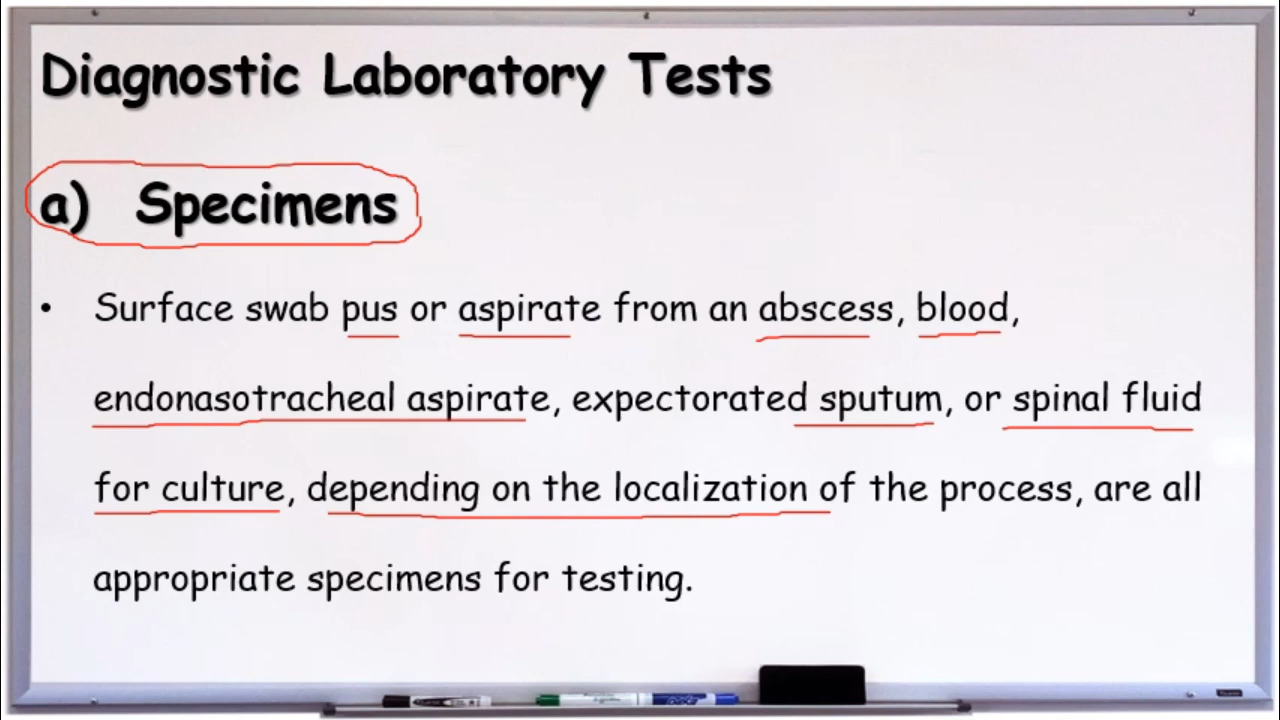 Diagnostic Laboratory Tests
a) Specimens
• Surface swab pus or aspirate from an abscess, blood,
endonasotracheal aspirate, expectorated sputum, or spinal fluid
for culture, depending on the localization of the process, are all
appropriate specimens for testing.